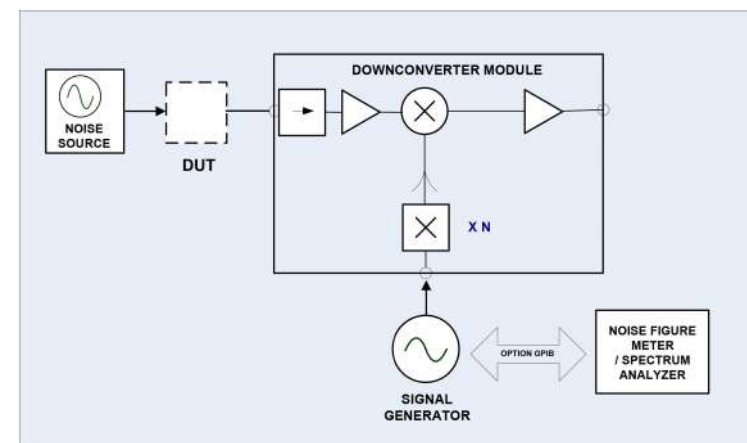 DOWNCONVERTER MODULE
NOISE
SOURCE
DUT
X N
OPTION GPIB
NOISE FIGURE
METER
/ SPECTRUM
ANALYZER
SIGNAL
GENERATOR